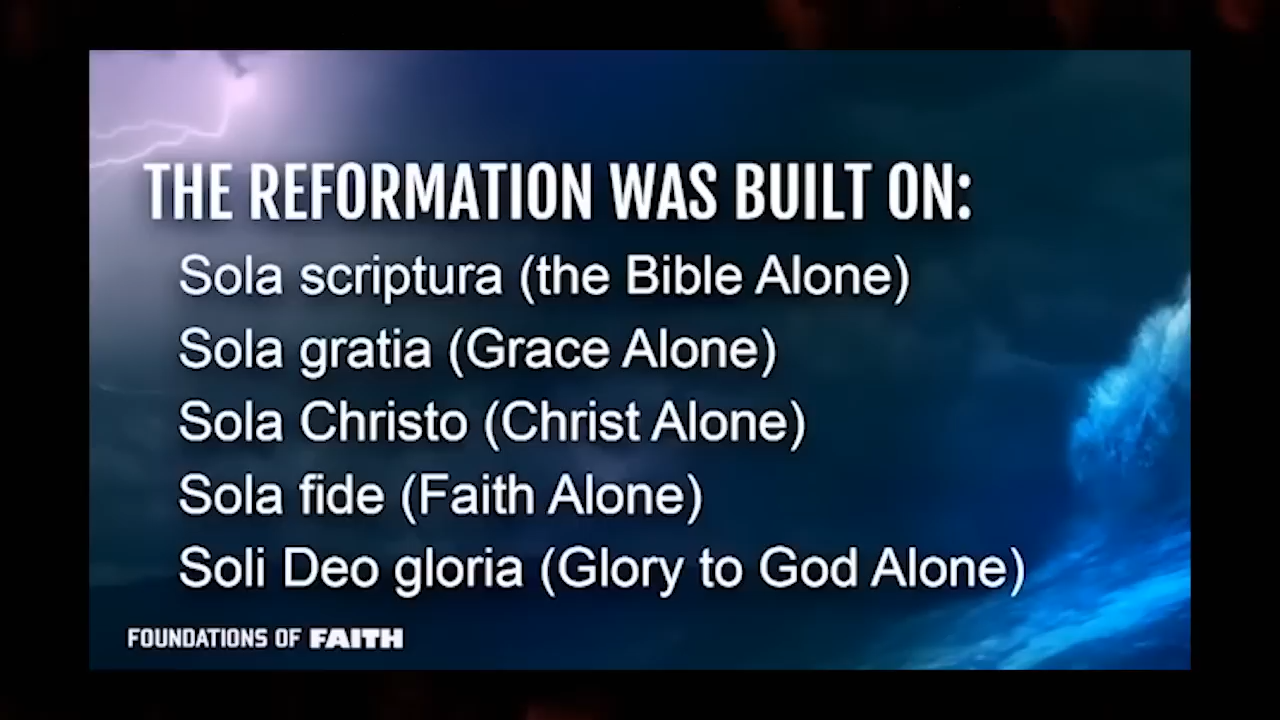 THE REFORMATION WAS BUILT ON:
Sola scriptura (the Bible Alone)
Sola gratia (Grace Alone)
Sola Christo (Christ Alone)
Sola fide (Faith Alone)
Soli Deo gloria (Glory to God Alone)
FOUNDATIONS OF FAITH